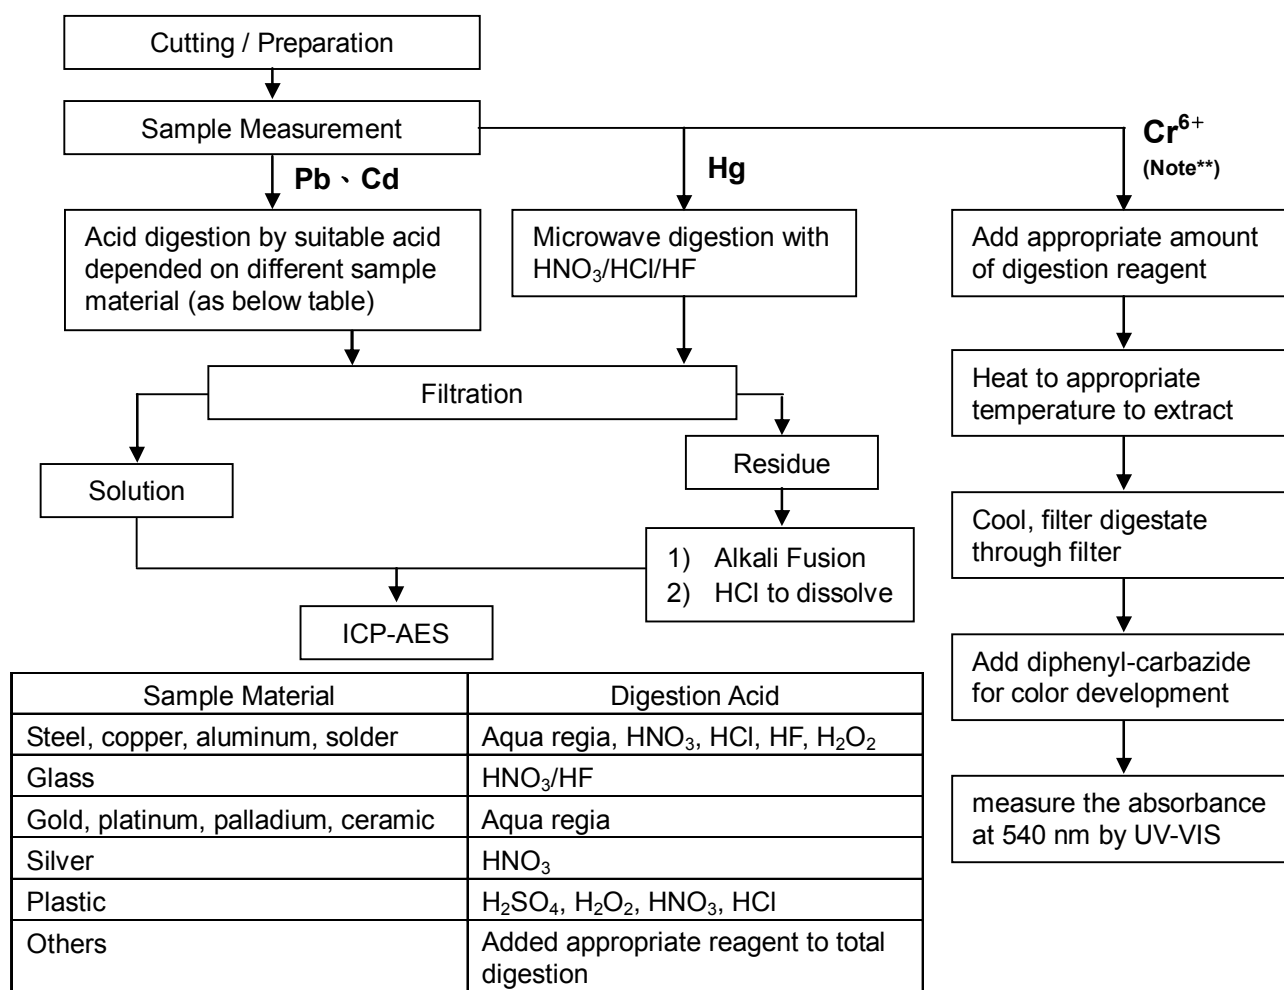 Cutting / Preparation
Sample Measurement
Pb、Cd
Hg
Cr⁶⁺
(Note**)
Acid digestion by suitable acid
depended on different sample
material (as below table)
Microwave digestion with
HNO₃/HCl/HF
Add appropriate amount
of digestion reagent
Filtration
Heat to appropriate
temperature to extract
Solution
Residue
1) Alkali Fusion
2) HCl to dissolve
Cool, filter digestate
through filter
ICP-AES
Add diphenyl-carbazide
for color development
measure the absorbance
at 540 nm by UV-VIS
Sample Material Digestion Acid
Steel, copper, aluminum, solder Aqua regia, HNO₃, HCl, HF, H₂O₂
Glass HNO₃/HF
Gold, platinum, palladium, ceramic Aqua regia
Silver HNO₃
Plastic H₂SO₄, H₂O₂, HNO₃, HCl
Others Added appropriate reagent to total
digestion